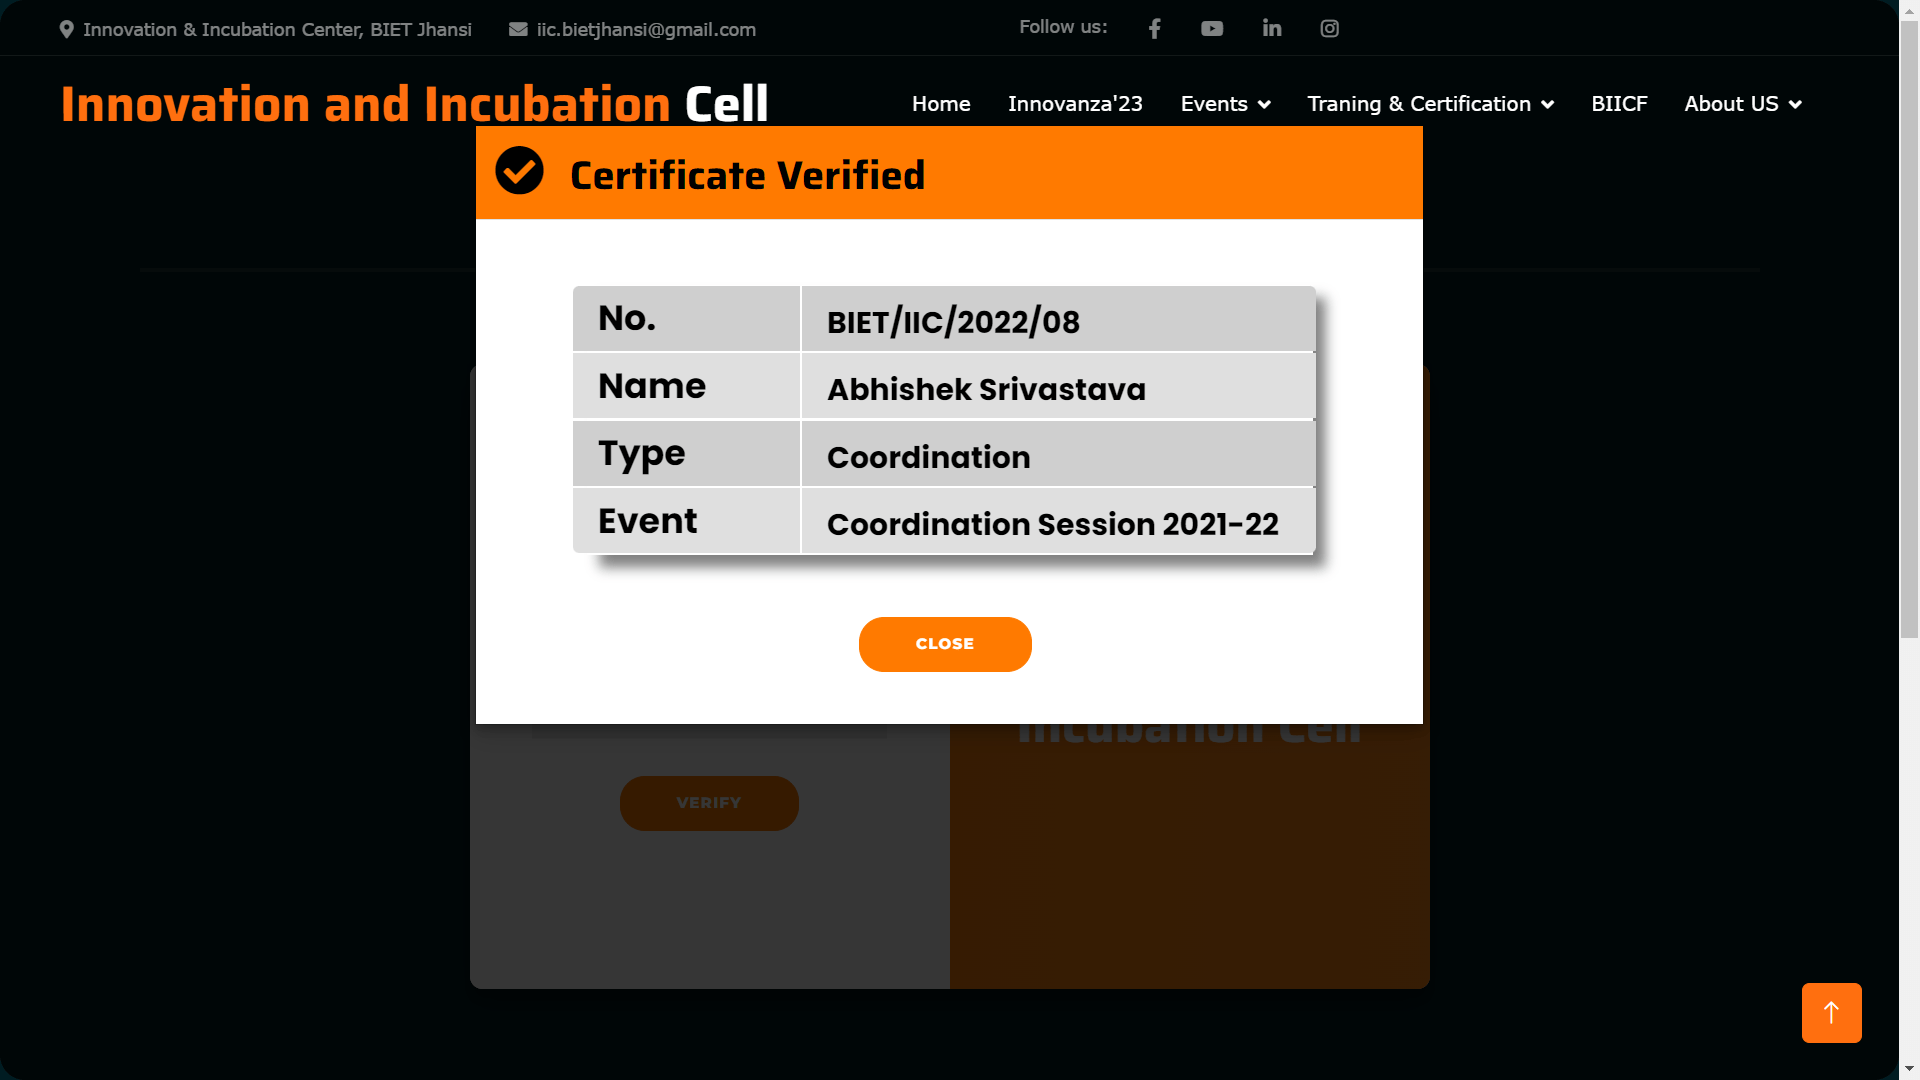 Innovation & Incubation Center, BIET Jhansi iic.bietjhansi@gmail.com Follow us:
Innovation and Incubation Cell
Home Innovanza'23 Events Traning & Certification BIICF About US
Certificate Verified
No. BIET/IIC/2022/08
Name Abhishek Srivastava
Type Coordination
Event Coordination Session 2021-22
CLOSE
Incubation Cell
VERIFY